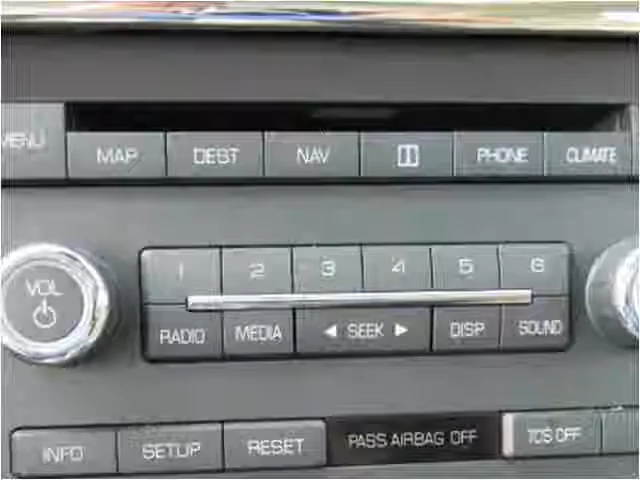 MENU MAP DEST NAV PHONE CLIMATE
1 2 3 4 5 6
VOL
RADIO MEDIA SEEK DISP SOUND
INFO SETUP RESET PASS AIRBAG OFF TCS OFF